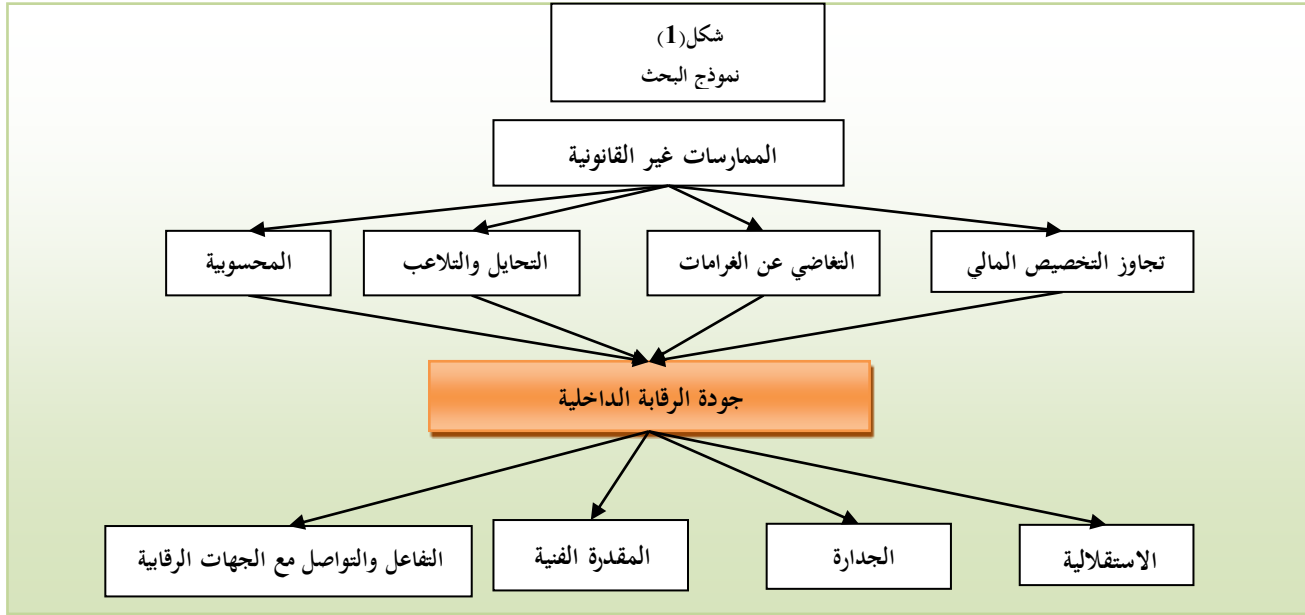 شكل(1)
نموذج البحث
الممارسات غير القانونية
تجاوز التخصيص المالي
التغاضي عن الغرامات
التحايل والتلاعب
المحسوبية
جودة الرقابة الداخلية
الاستقلالية
الجدارة
المقدرة الفنية
التفاعل والتواصل مع الجهات الرقابية